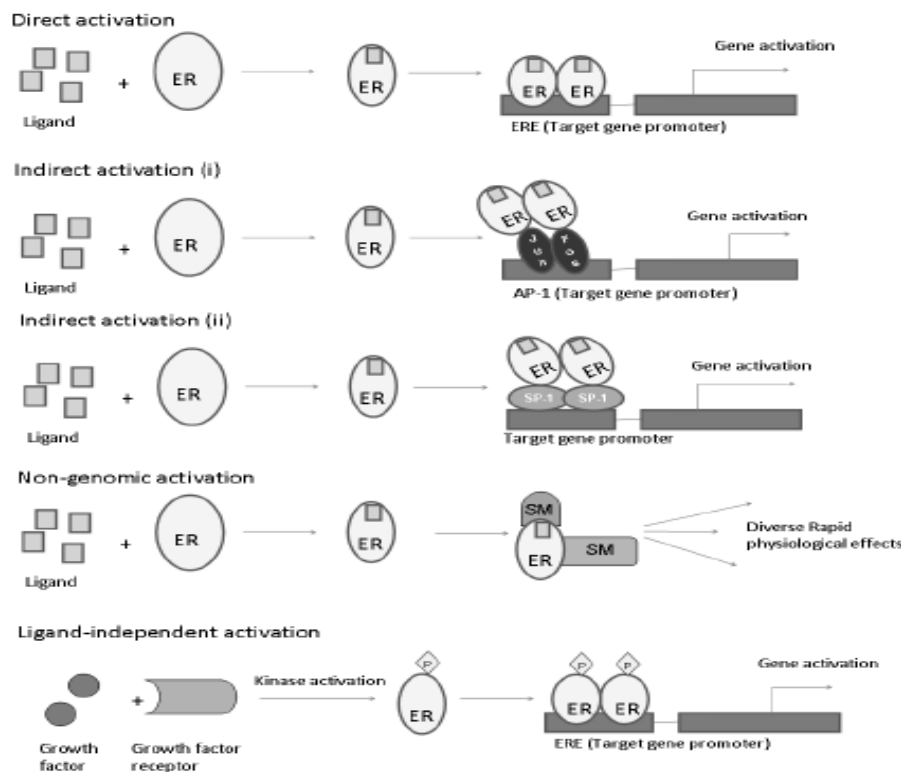 Direct activation
Gene activation
ER
+
ER
ER ER
Ligand
ERE (Target gene promoter)
Indirect activation (i)
ER ER
Gene activation
ER
+
ER
Jun Fos
Ligand
AP-1 (Target gene promoter)
Indirect activation (ii)
ER ER
Gene activation
ER
+
ER
SP-1 SP-1
Ligand
Target gene promoter
Non-genomic activation
SM
ER
+
ER
ER
SM
Diverse Rapid
physiological effects
Ligand
Ligand-independent activation
P
P P
Gene activation
Kinase activation
+
ER
ER ER
Growth
factor
Growth factor
receptor
ERE (Target gene promoter)